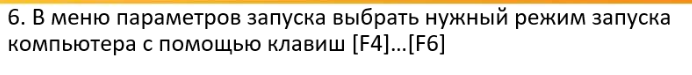 6. В меню параметров запуска выбрать нужный режим запуска
компьютера с помощью клавиш [F4]...[F6]